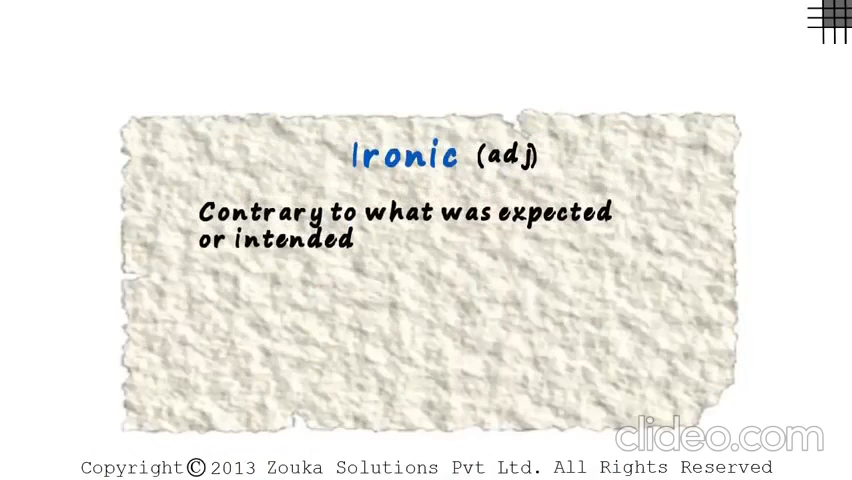 Ironic (adj)
Contrary to what was expected
or intended
clideo.com
Copyright© 2013 Zouka Solutions Pvt Ltd. All Rights Reserved